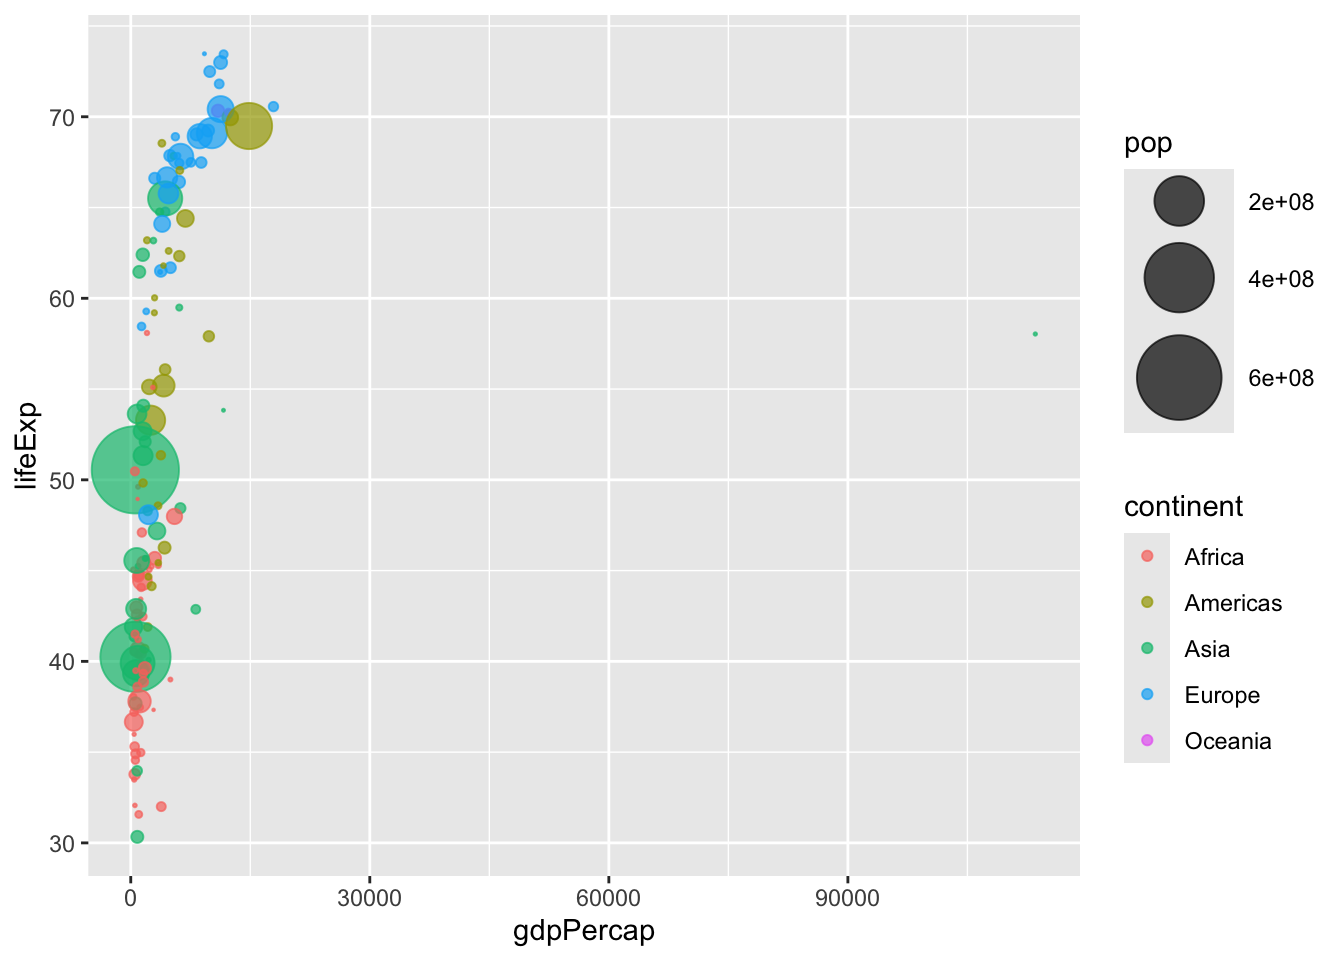 70
60
50
40
30
lifeExp
0
30000
60000
90000
gdpPercap
pop
2e+08
4e+08
6e+08
continent
Africa
Americas
Asia
Europe
Oceania